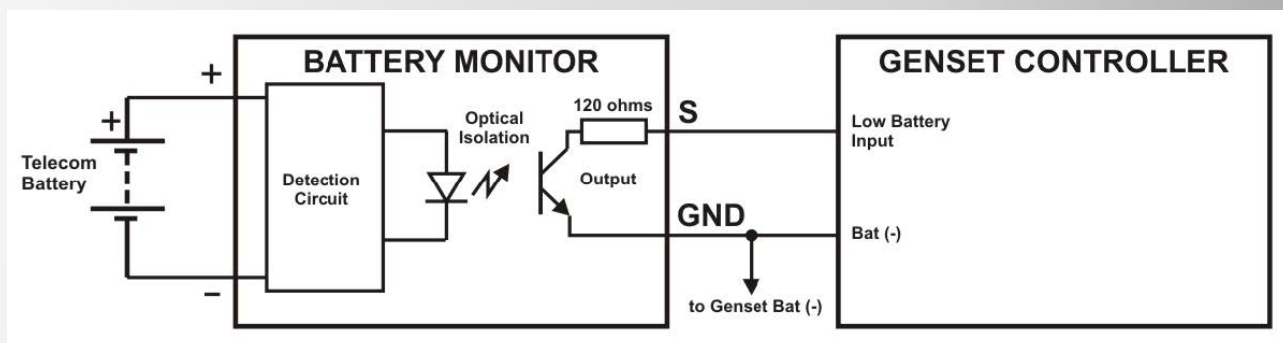 BATTERY MONITOR
GENSET CONTROLLER
+
+
Telecom
Battery
–
Detection
Circuit
Optical
Isolation
120 ohms
Output
S
GND
to Genset Bat (-)
Low Battery
Input
Bat (-)